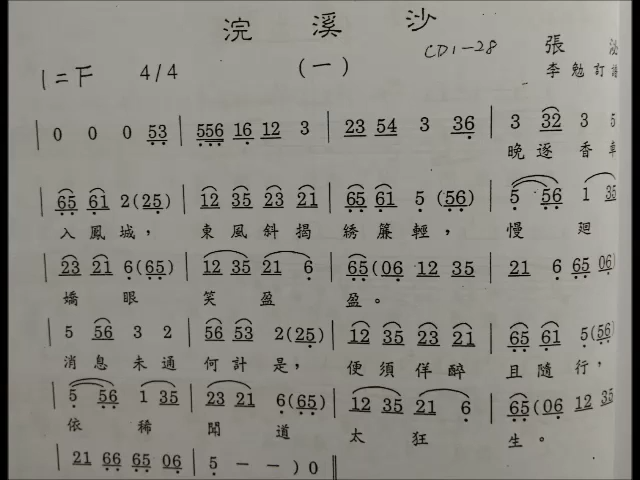 浣溪沙
CD1-28
張泌
1=F 4/4 (一) 李勉訂譜
| 0 0 0 53 | 556 16 12 3 | 23 54 3 36 | 3 32 3 5
晚逐香車
| 65 61 2(25) | 12 35 23 21 | 65 61 5 (56) | 5 56 1 35
入鳳城, 東風斜揭 綉簾輕, 慢 廻
| 23 21 6(65) | 12 35 21 6 | 65(06 12 35 | 21 6 65 06)
嬌眼 笑盈 盈。
| 5 56 3 2 | 56 53 2(25) | 12 35 23 21 | 65 61 5(56)
消息未通 何計是, 便須佯醉 且隨行,
| 5 56 1 35 | 23 21 6(65) | 12 35 21 6 | 65(06 12 35
依稀 聞道 太狂 生。
| 21 66 65 06 | 5 – – ) 0 ‖